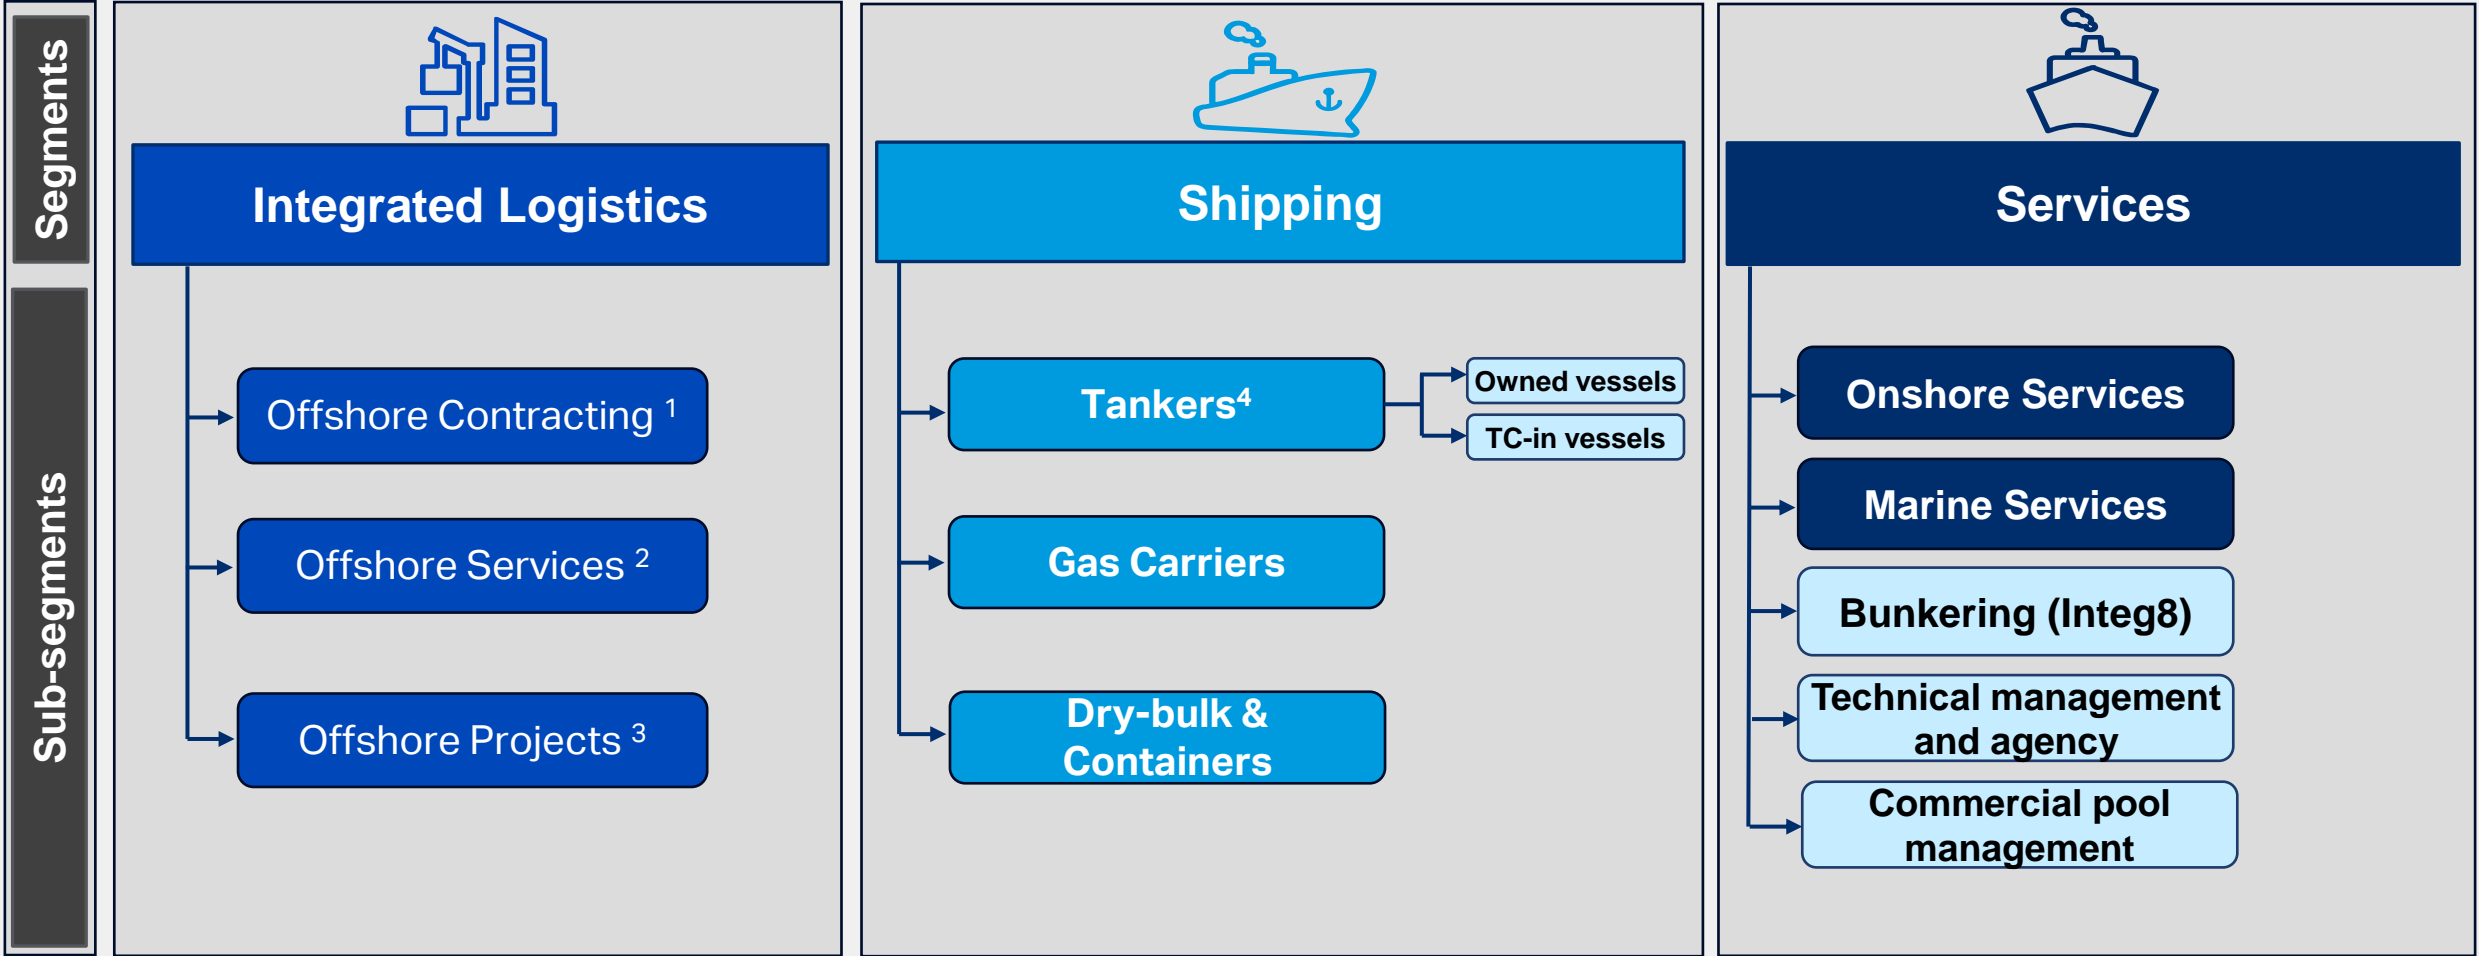 Segments
Sub-segments
Integrated Logistics
Offshore Contracting 1
Offshore Services 2
Offshore Projects 3
Shipping
Tankers4
Owned vessels
TC-in vessels
Gas Carriers
Dry-bulk &
Containers
Services
Onshore Services
Marine Services
Bunkering (Integ8)
Technical management
and agency
Commercial pool
management